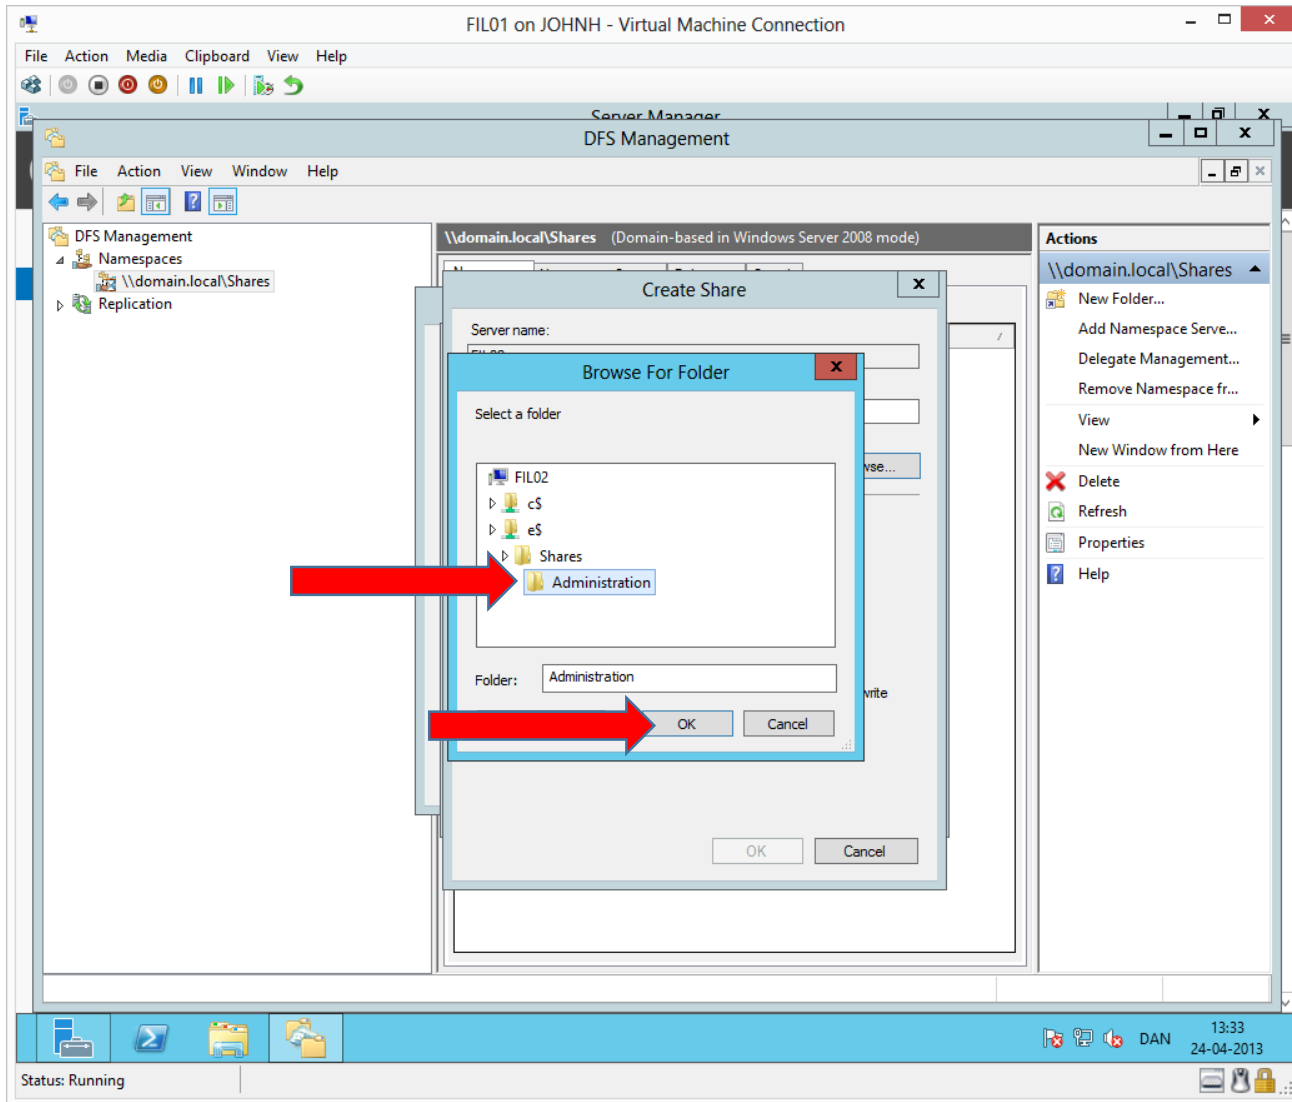 FIL01 on JOHNH - Virtual Machine Connection
File Action Media Clipboard View Help
Server Manager
DFS Management
File Action View Window Help
DFS Management
Namespaces
\\domain.local\Shares
Replication
\\domain.local\Shares (Domain-based in Windows Server 2008 mode)
Create Share
Server name:
Browse For Folder
Select a folder
FIL02
c$
e$
Shares
Administration
Folder: Administration
OK Cancel
OK Cancel
Actions
\\domain.local\Shares
New Folder...
Add Namespace Serve...
Delegate Management...
Remove Namespace fr...
View
New Window from Here
Delete
Refresh
Properties
Help
DAN
13:33
24-04-2013
Status: Running